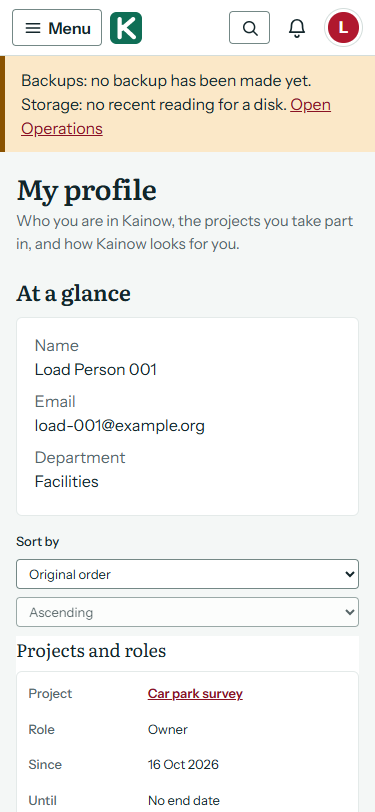 Menu
K
L
Backups: no backup has been made yet.
Storage: no recent reading for a disk. Open
Operations
My profile
Who you are in Kainow, the projects you take part
in, and how Kainow looks for you.
At a glance
Name
Load Person 001
Email
load-001@example.org
Department
Facilities
Sort by
Original order
Ascending
Projects and roles
Project Car park survey
Role Owner
Since 16 Oct 2026
Until No end date